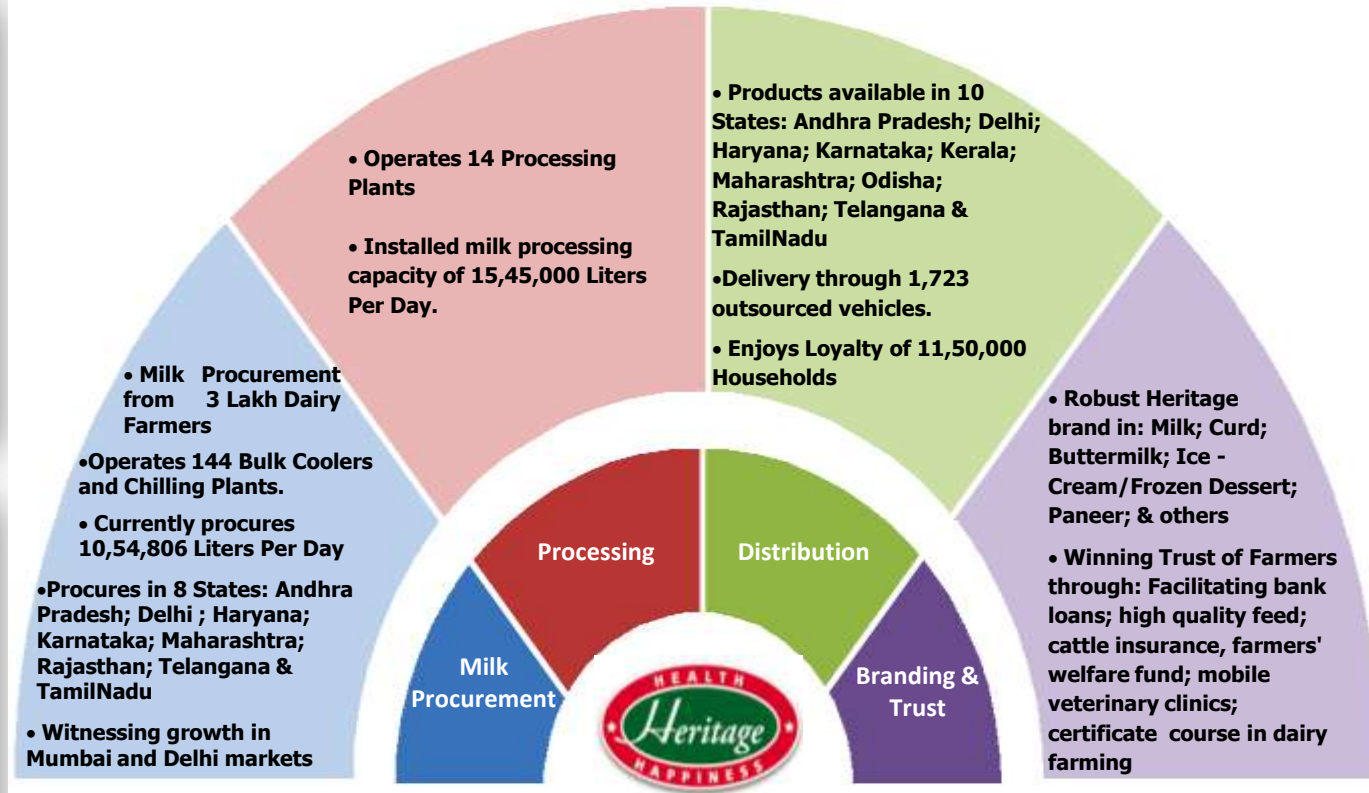 • Milk Procurement
from 3 Lakh Dairy
Farmers
•Operates 144 Bulk Coolers
and Chilling Plants.
• Currently procures
10,54,806 Liters Per Day
•Procures in 8 States: Andhra
Pradesh; Delhi ; Haryana;
Karnataka; Maharashtra;
Rajasthan; Telangana &
TamilNadu
• Witnessing growth in
Mumbai and Delhi markets
• Operates 14 Processing
Plants
• Installed milk processing
capacity of 15,45,000 Liters
Per Day.
• Products available in 10
States: Andhra Pradesh; Delhi;
Haryana; Karnataka; Kerala;
Maharashtra; Odisha;
Rajasthan; Telangana &
TamilNadu
•Delivery through 1,723
outsourced vehicles.
• Enjoys Loyalty of 11,50,000
Households
• Robust Heritage
brand in: Milk; Curd;
Buttermilk; Ice -
Cream/Frozen Dessert;
Paneer; & others
• Winning Trust of Farmers
through: Facilitating bank
loans; high quality feed;
cattle insurance, farmers'
welfare fund; mobile
veterinary clinics;
certificate course in dairy
farming
Milk
Procurement
Processing
Distribution
Branding &
Trust
HEALTH
Heritage
HAPPINESS